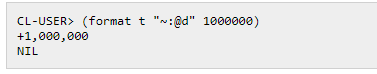 CL-USER> (format t "~:@d" 1000000)
+1,000,000
NIL